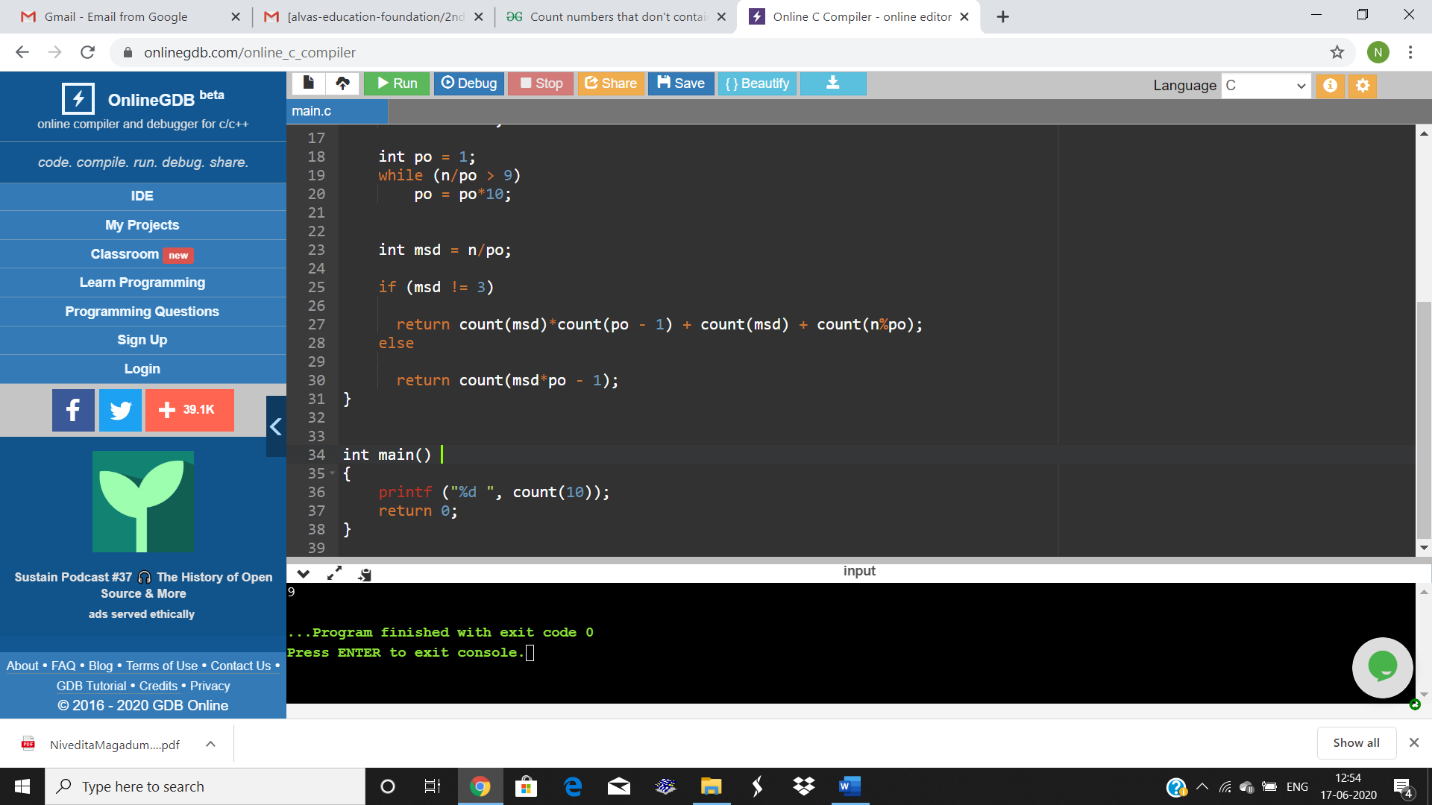 Gmail - Email from Google
[alvas-education-foundation/2nd
Count numbers that don't contai
Online C Compiler - online editor
onlinegdb.com/online_c_compiler
N
OnlineGDB beta
online compiler and debugger for c/c++
code. compile. run. debug. share.
IDE
My Projects
Classroom new
Learn Programming
Programming Questions
Sign Up
Login
f
+ 39.1K
Sustain Podcast #37 🎧 The History of Open
Source & More
ads served ethically
About • FAQ • Blog • Terms of Use • Contact Us •
GDB Tutorial • Credits • Privacy
© 2016 - 2020 GDB Online
Run Debug Stop Share Save { } Beautify
Language C
main.c
17
18 int po = 1;
19 while (n/po > 9)
20 po = po*10;
21
22
23 int msd = n/po;
24
25 if (msd != 3)
26
27 return count(msd)*count(po - 1) + count(msd) + count(n%po);
28 else
29
30 return count(msd*po - 1);
31 }
32
33
34 int main()
35 {
36 printf ("%d ", count(10));
37 return 0;
38 }
39
input
9
...Program finished with exit code 0
Press ENTER to exit console.
PDF NiveditaMagadum....pdf
Show all
Type here to search
ENG
12:54
17-06-2020
4